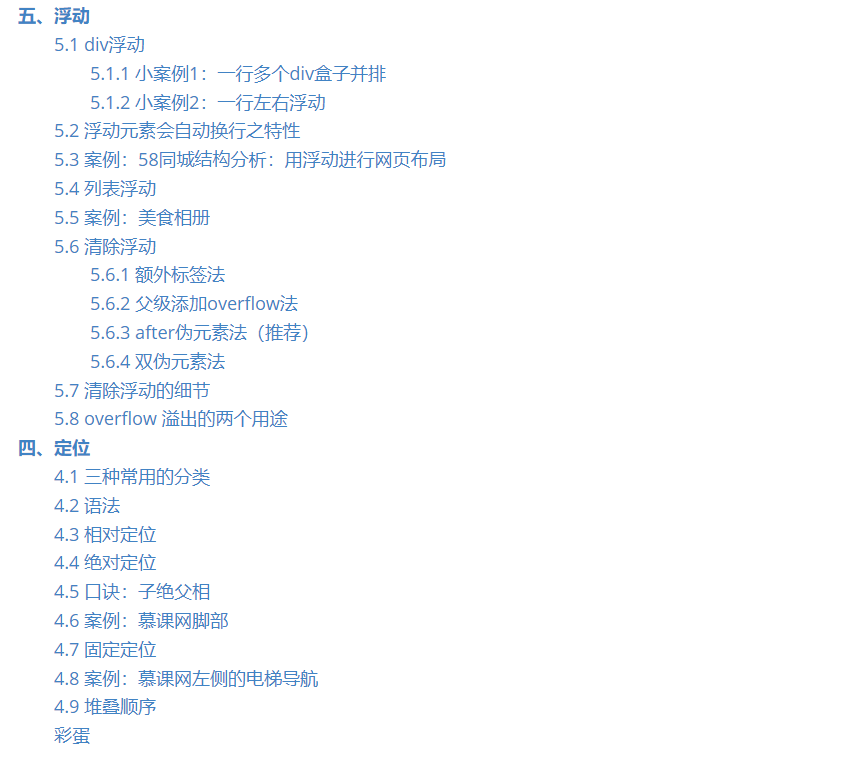 五、浮动
5.1 div浮动
5.1.1 小案例1：一行多个div盒子并排
5.1.2 小案例2：一行左右浮动
5.2 浮动元素会自动换行之特性
5.3 案例：58同城结构分析：用浮动进行网页布局
5.4 列表浮动
5.5 案例：美食相册
5.6 清除浮动
5.6.1 额外标签法
5.6.2 父级添加overflow法
5.6.3 after伪元素法（推荐）
5.6.4 双伪元素法
5.7 清除浮动的细节
5.8 overflow 溢出的两个用途
四、定位
4.1 三种常用的分类
4.2 语法
4.3 相对定位
4.4 绝对定位
4.5 口诀：子绝父相
4.6 案例：慕课网脚部
4.7 固定定位
4.8 案例：慕课网左侧的电梯导航
4.9 堆叠顺序
彩蛋